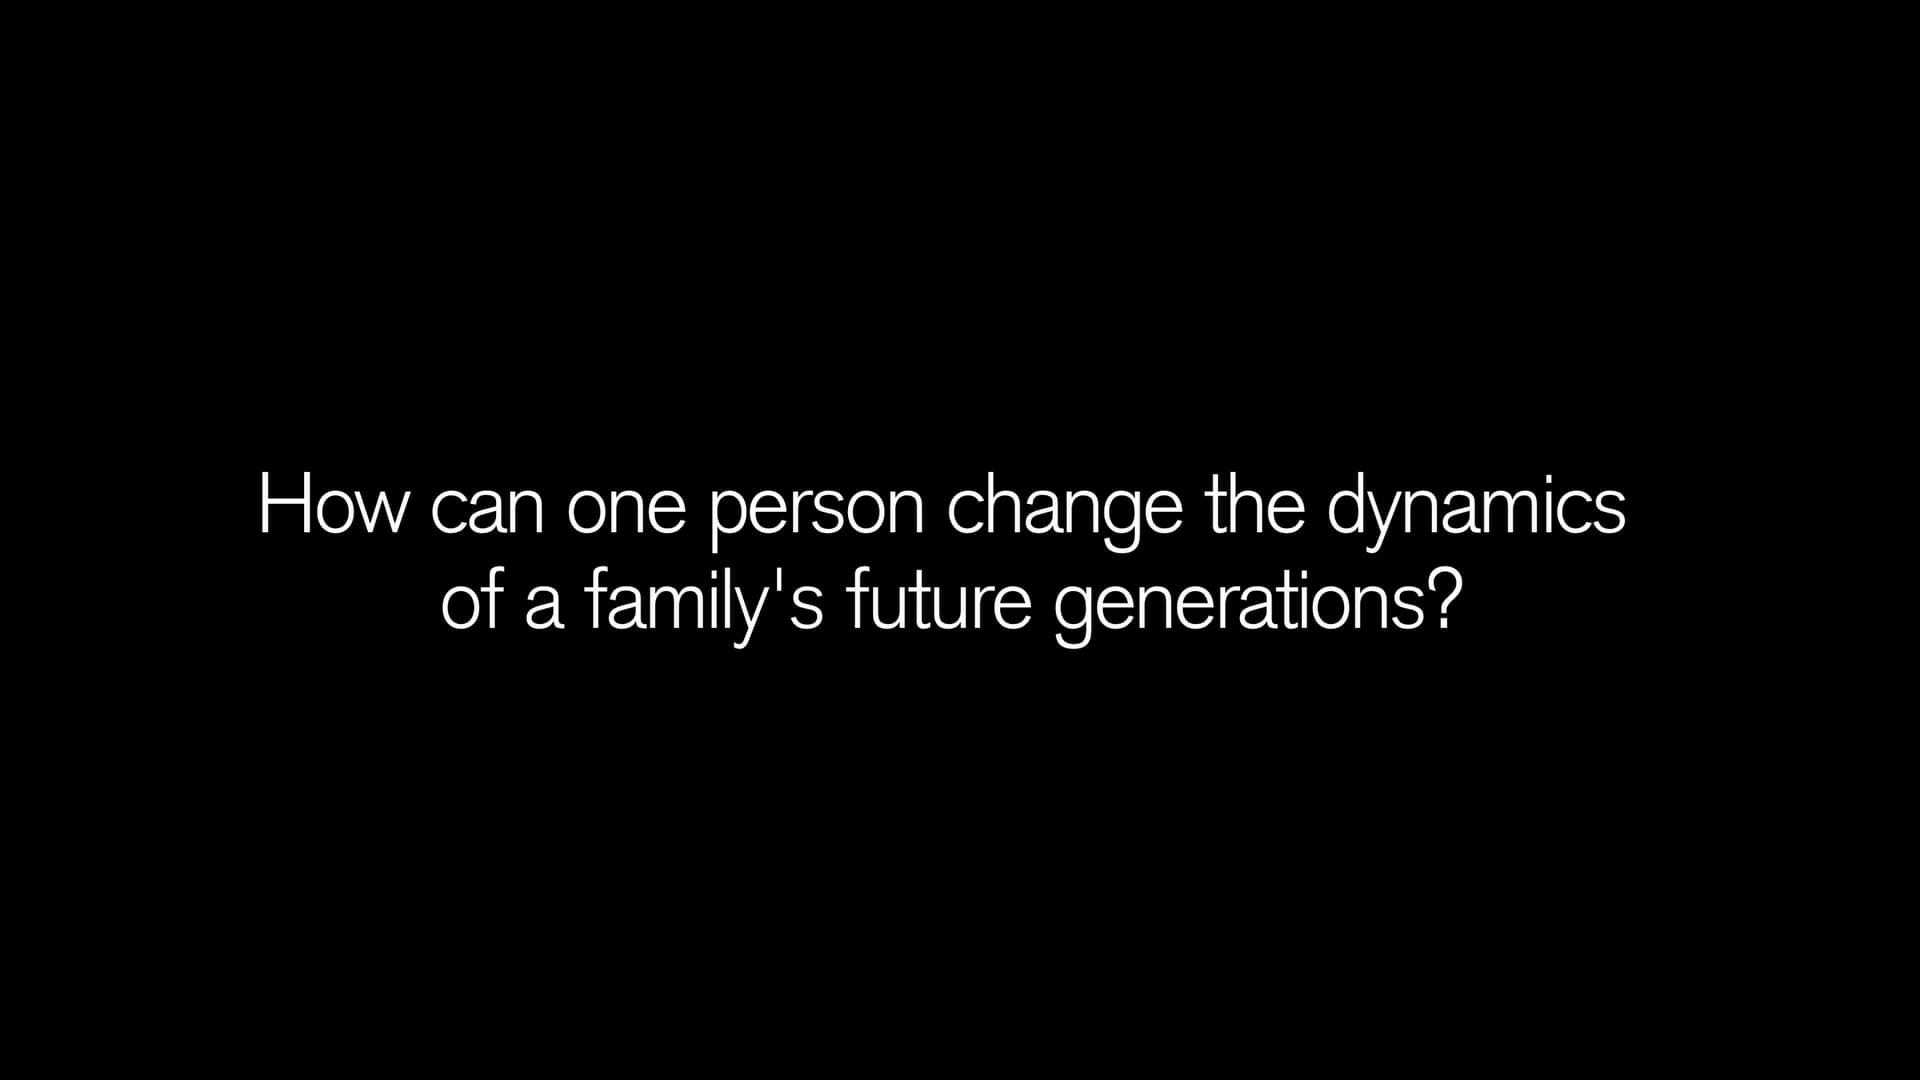 How can one person change the dynamics
of a family's future generations?